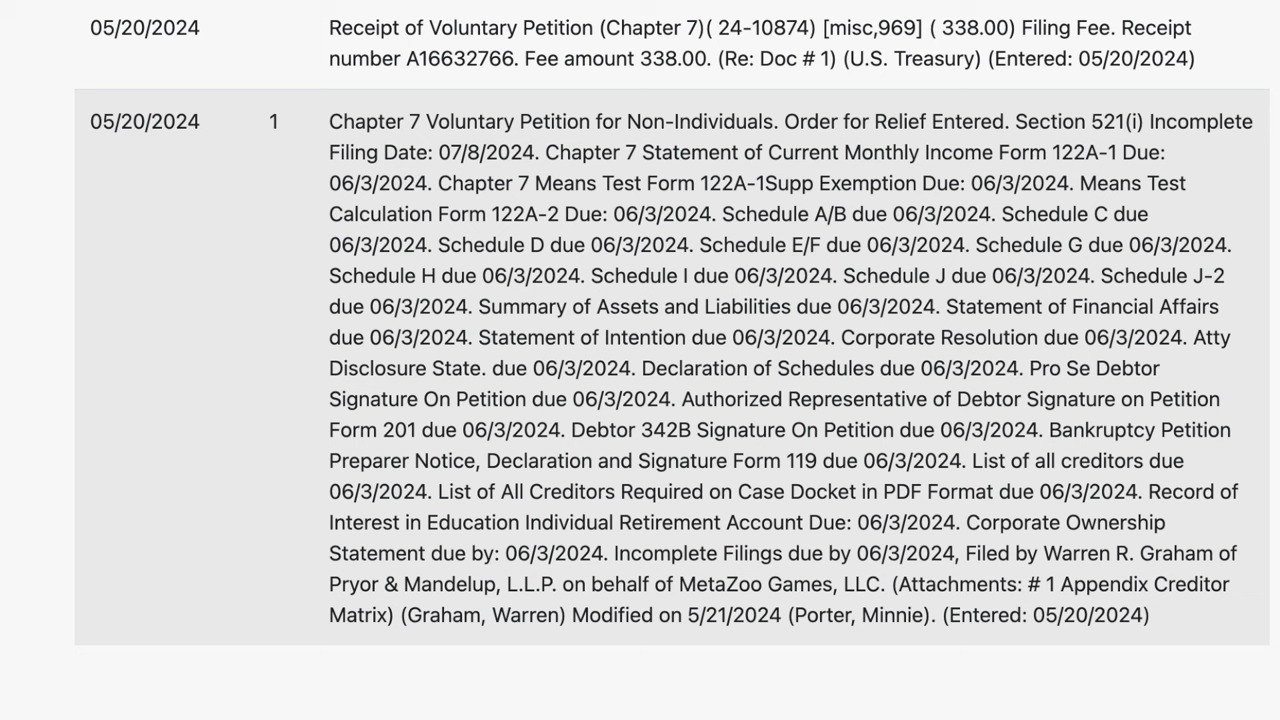 05/20/2024 Receipt of Voluntary Petition (Chapter 7)( 24-10874) [misc,969] ( 338.00) Filing Fee. Receipt
number A16632766. Fee amount 338.00. (Re: Doc # 1) (U.S. Treasury) (Entered: 05/20/2024)
05/20/2024 1 Chapter 7 Voluntary Petition for Non-Individuals. Order for Relief Entered. Section 521(i) Incomplete
Filing Date: 07/8/2024. Chapter 7 Statement of Current Monthly Income Form 122A-1 Due:
06/3/2024. Chapter 7 Means Test Form 122A-1Supp Exemption Due: 06/3/2024. Means Test
Calculation Form 122A-2 Due: 06/3/2024. Schedule A/B due 06/3/2024. Schedule C due
06/3/2024. Schedule D due 06/3/2024. Schedule E/F due 06/3/2024. Schedule G due 06/3/2024.
Schedule H due 06/3/2024. Schedule I due 06/3/2024. Schedule J due 06/3/2024. Schedule J-2
due 06/3/2024. Summary of Assets and Liabilities due 06/3/2024. Statement of Financial Affairs
due 06/3/2024. Statement of Intention due 06/3/2024. Corporate Resolution due 06/3/2024. Atty
Disclosure State. due 06/3/2024. Declaration of Schedules due 06/3/2024. Pro Se Debtor
Signature On Petition due 06/3/2024. Authorized Representative of Debtor Signature on Petition
Form 201 due 06/3/2024. Debtor 342B Signature On Petition due 06/3/2024. Bankruptcy Petition
Preparer Notice, Declaration and Signature Form 119 due 06/3/2024. List of all creditors due
06/3/2024. List of All Creditors Required on Case Docket in PDF Format due 06/3/2024. Record of
Interest in Education Individual Retirement Account Due: 06/3/2024. Corporate Ownership
Statement due by: 06/3/2024. Incomplete Filings due by 06/3/2024, Filed by Warren R. Graham of
Pryor & Mandelup, L.L.P. on behalf of MetaZoo Games, LLC. (Attachments: # 1 Appendix Creditor
Matrix) (Graham, Warren) Modified on 5/21/2024 (Porter, Minnie). (Entered: 05/20/2024)